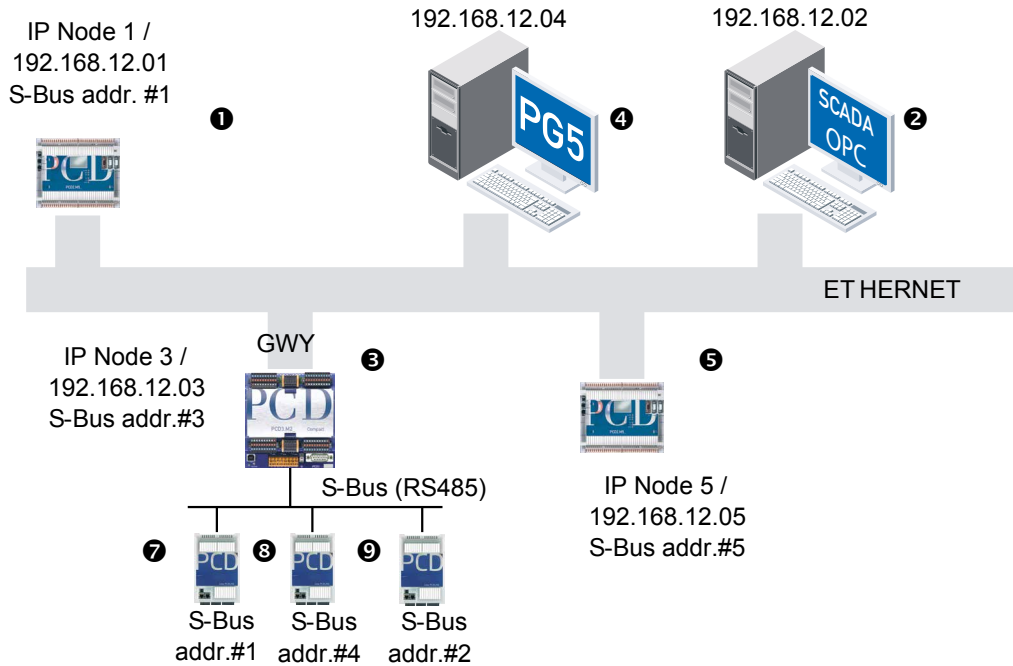 IP Node 1 /
192.168.12.01
S-Bus addr. #1
❶
PCD
192.168.12.04
PG5
❹
192.168.12.02
SCADA
OPC
❷
ETHERNET
IP Node 3 /
192.168.12.03
S-Bus addr.#3
GWY
❸
PCD
❺
PCD
IP Node 5 /
192.168.12.05
S-Bus addr.#5
S-Bus (RS485)
❼
PCD
❽
PCD
❾
PCD
S-Bus
addr.#1
S-Bus
addr.#4
S-Bus
addr.#2